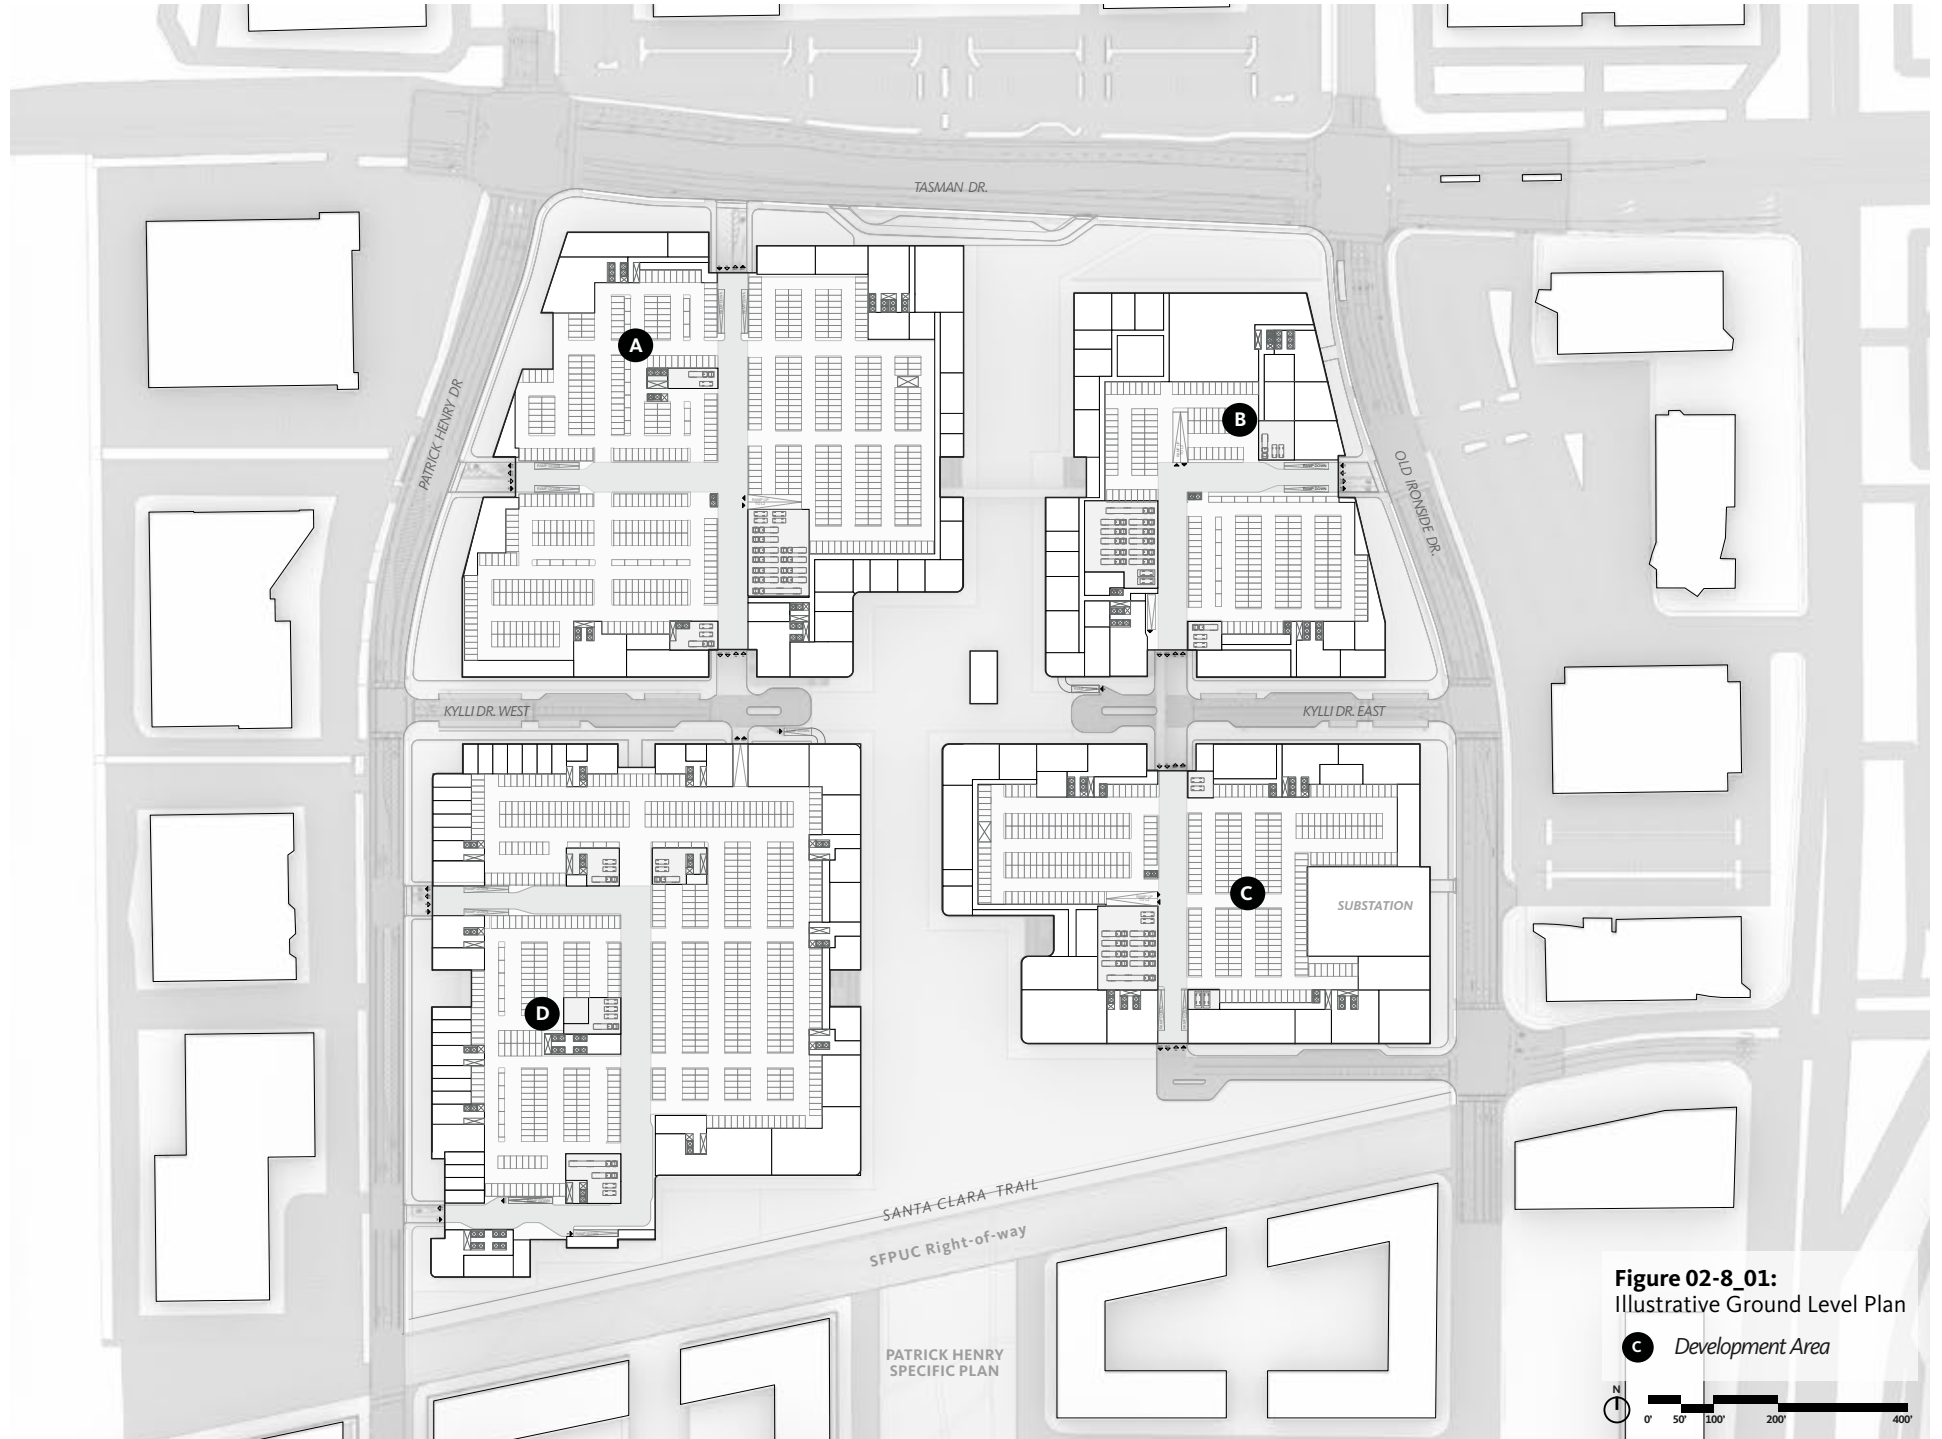 TASMAN DR.
PATRICK HENRY DR
A
B
OLD IRONSIDE DR.
KYLLI DR. WEST
KYLLI DR. EAST
C
SUBSTATION
D
SANTA CLARA TRAIL
SFPUC Right-of-way
PATRICK HENRY
SPECIFIC PLAN
Figure 02-8_01:
Illustrative Ground Level Plan
C Development Area
N
0' 50' 100' 200' 400'